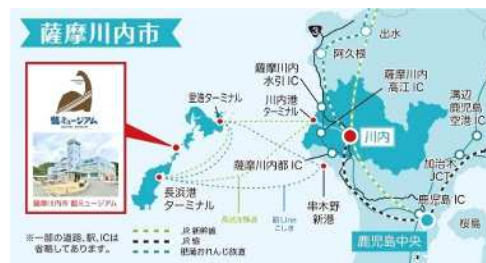 薩摩川内市
3
出水
阿久根
薩摩川内
水引IC
薩摩川内
高江IC
川内港
ターミナル
里港ターミナル
溝辺
鹿児島
空港IC
川内
加治木
JCT
薩摩川内都IC
長浜港
ターミナル
串木野
新港
鹿児島IC
桜島
鹿児島中央
甑ミュージアム
薩摩川内市 甑ミュージアム
高速船甑島
JR新幹線
JR線
肥薩おれんじ鉄道
※一部の道路、駅、ICは
省略してあります。